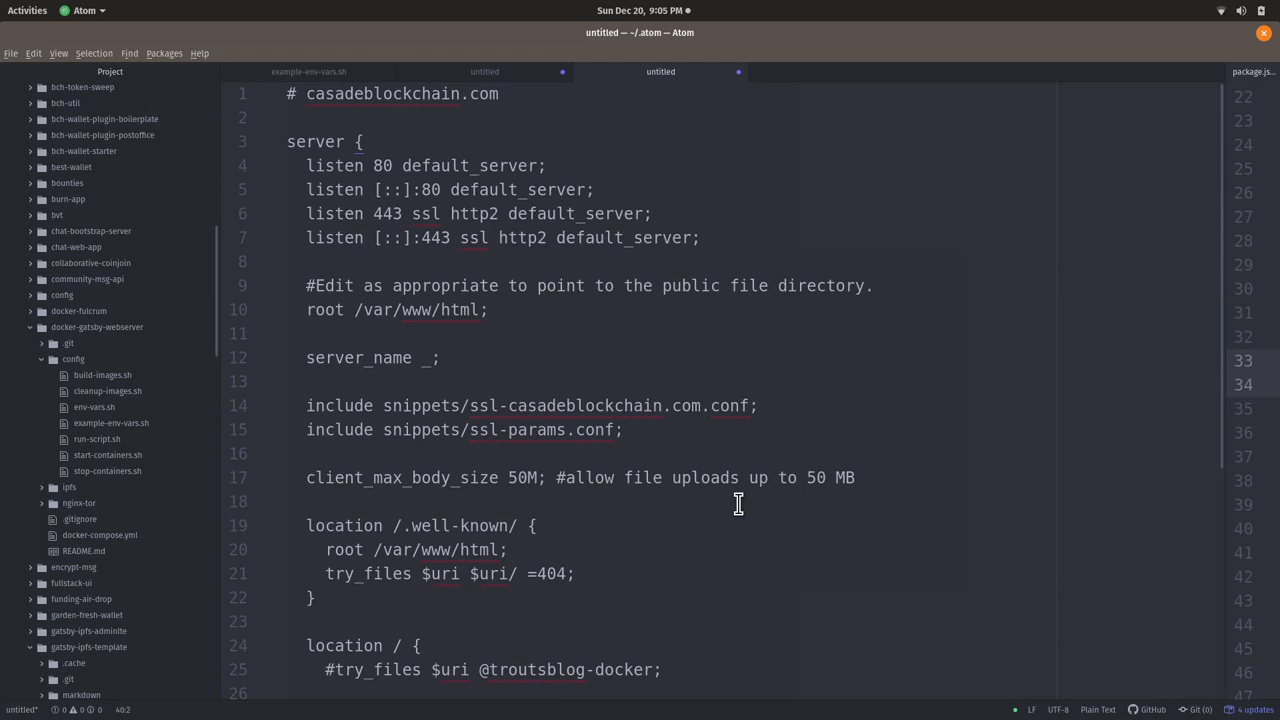 Activities Atom Sun Dec 20, 9:05 PM
untitled — ~/.atom — Atom
File Edit View Selection Find Packages Help
Project
bch-token-sweep
bch-util
bch-wallet-plugin-boilerplate
bch-wallet-plugin-postoffice
bch-wallet-starter
best-wallet
bounties
burn-app
bvt
chat-bootstrap-server
chat-web-app
collaborative-coinjoin
community-msg-api
config
docker-fulcrum
docker-gatsby-webserver
.git
config
build-images.sh
cleanup-images.sh
env-vars.sh
example-env-vars.sh
run-script.sh
start-containers.sh
stop-containers.sh
ipfs
nginx-tor
.gitignore
docker-compose.yml
README.md
encrypt-msg
fullstack-ui
funding-air-drop
garden-fresh-wallet
gatsby-ipfs-adminlte
gatsby-ipfs-template
.cache
.git
markdown
example-env-vars.sh untitled untitled package.js...
1 # casadeblockchain.com
2
3 server {
4 listen 80 default_server;
5 listen [::]:80 default_server;
6 listen 443 ssl http2 default_server;
7 listen [::]:443 ssl http2 default_server;
8
9 #Edit as appropriate to point to the public file directory.
10 root /var/www/html;
11
12 server_name _;
13
14 include snippets/ssl-casadeblockchain.com.conf;
15 include snippets/ssl-params.conf;
16
17 client_max_body_size 50M; #allow file uploads up to 50 MB
18
19 location /.well-known/ {
20 root /var/www/html;
21 try_files $uri $uri/ =404;
22 }
23
24 location / {
25 #try_files $uri @troutsblog-docker;
26
22
23
24
25
26
27
28
29
30
31
32
33
34
35
36
37
38
39
40
41
42
43
44
45
46
47
untitled* 0 0 0 40:2 LF UTF-8 Plain Text GitHub Git (0) 4 updates